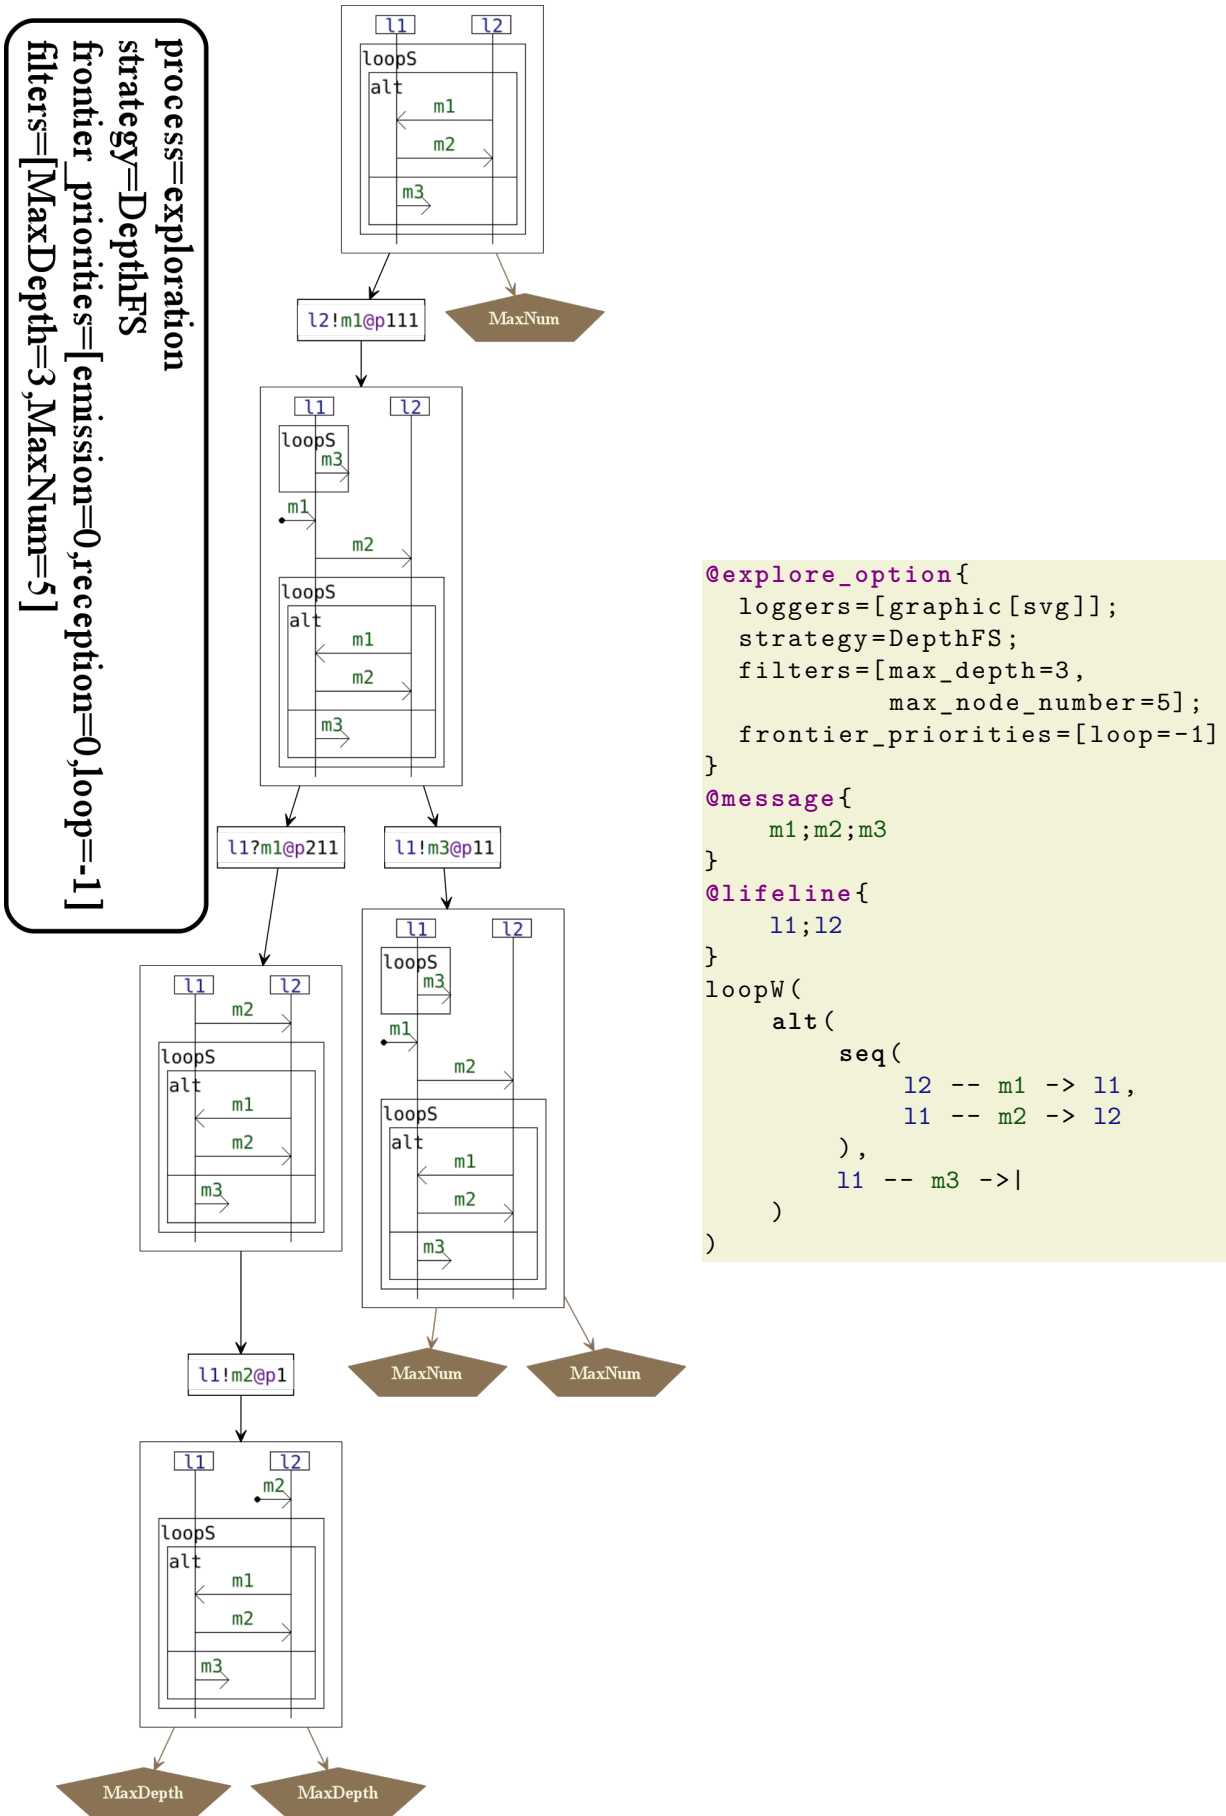 process=exploration
strategy=DepthFS
frontier_priorities=[emission=0,reception=0,loop=-1]
filters=[MaxDepth=3,MaxNum=5]
l1 l2
loopS
alt
m1
m2
m3
l2!m1@p111
MaxNum
l1 l2
loopS
m3
m1
m2
loopS
alt
m1
m2
m3
l1?m1@p211
l1!m3@p11
l1 l2
loopS
m3
m1
m2
loopS
alt
m1
m2
m3
MaxNum
MaxNum
l1 l2
m2
loopS
alt
m1
m2
m3
l1!m2@p1
l1 l2
m2
loopS
alt
m1
m2
m3
MaxDepth
MaxDepth
@explore_option{
loggers=[graphic[svg]];
strategy=DepthFS;
filters=[max_depth=3,
max_node_number=5];
frontier_priorities=[loop=-1]
}
@message{
m1;m2;m3
}
@lifeline{
l1;l2
}
loopW(
alt(
seq(
l2 -- m1 -> l1,
l1 -- m2 -> l2
),
l1 -- m3 ->|
)
)